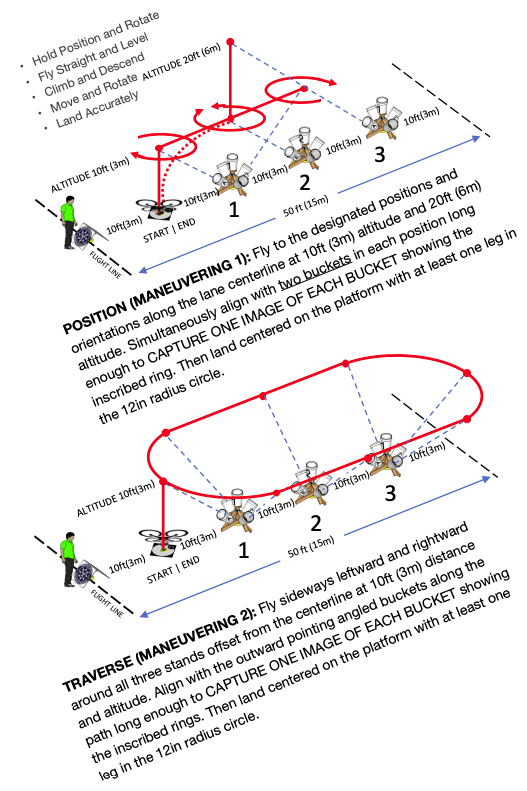 • Hold Position and Rotate
• Fly Straight and Level
• Climb and Descend
• Move and Rotate
• Land Accurately
ALTITUDE 20ft (6m)
ALTITUDE 10ft (3m)
10ft(3m)
10ft(3m)
10ft(3m)
10ft(3m)
10ft(3m)
1
2
3
START | END
50 ft (15m)
FLIGHT LINE
POSITION (MANEUVERING 1): Fly to the designated positions and
orientations along the lane centerline at 10ft (3m) altitude and 20ft (6m)
altitude. Simultaneously align with two buckets in each position long
enough to CAPTURE ONE IMAGE OF EACH BUCKET showing the
inscribed ring. Then land centered on the platform with at least one leg in
the 12in radius circle.
ALTITUDE 10ft(3m)
10ft(3m)
10ft(3m)
10ft(3m)
10ft(3m)
10ft(3m)
1
2
3
START | END
50 ft (15m)
FLIGHT LINE
TRAVERSE (MANEUVERING 2): Fly sideways leftward and rightward
around all three stands offset from the centerline at 10ft (3m) distance
and altitude. Align with the outward pointing angled buckets along the
path long enough to CAPTURE ONE IMAGE OF EACH BUCKET showing
the inscribed rings. Then land centered on the platform with at least one
leg in the 12in radius circle.